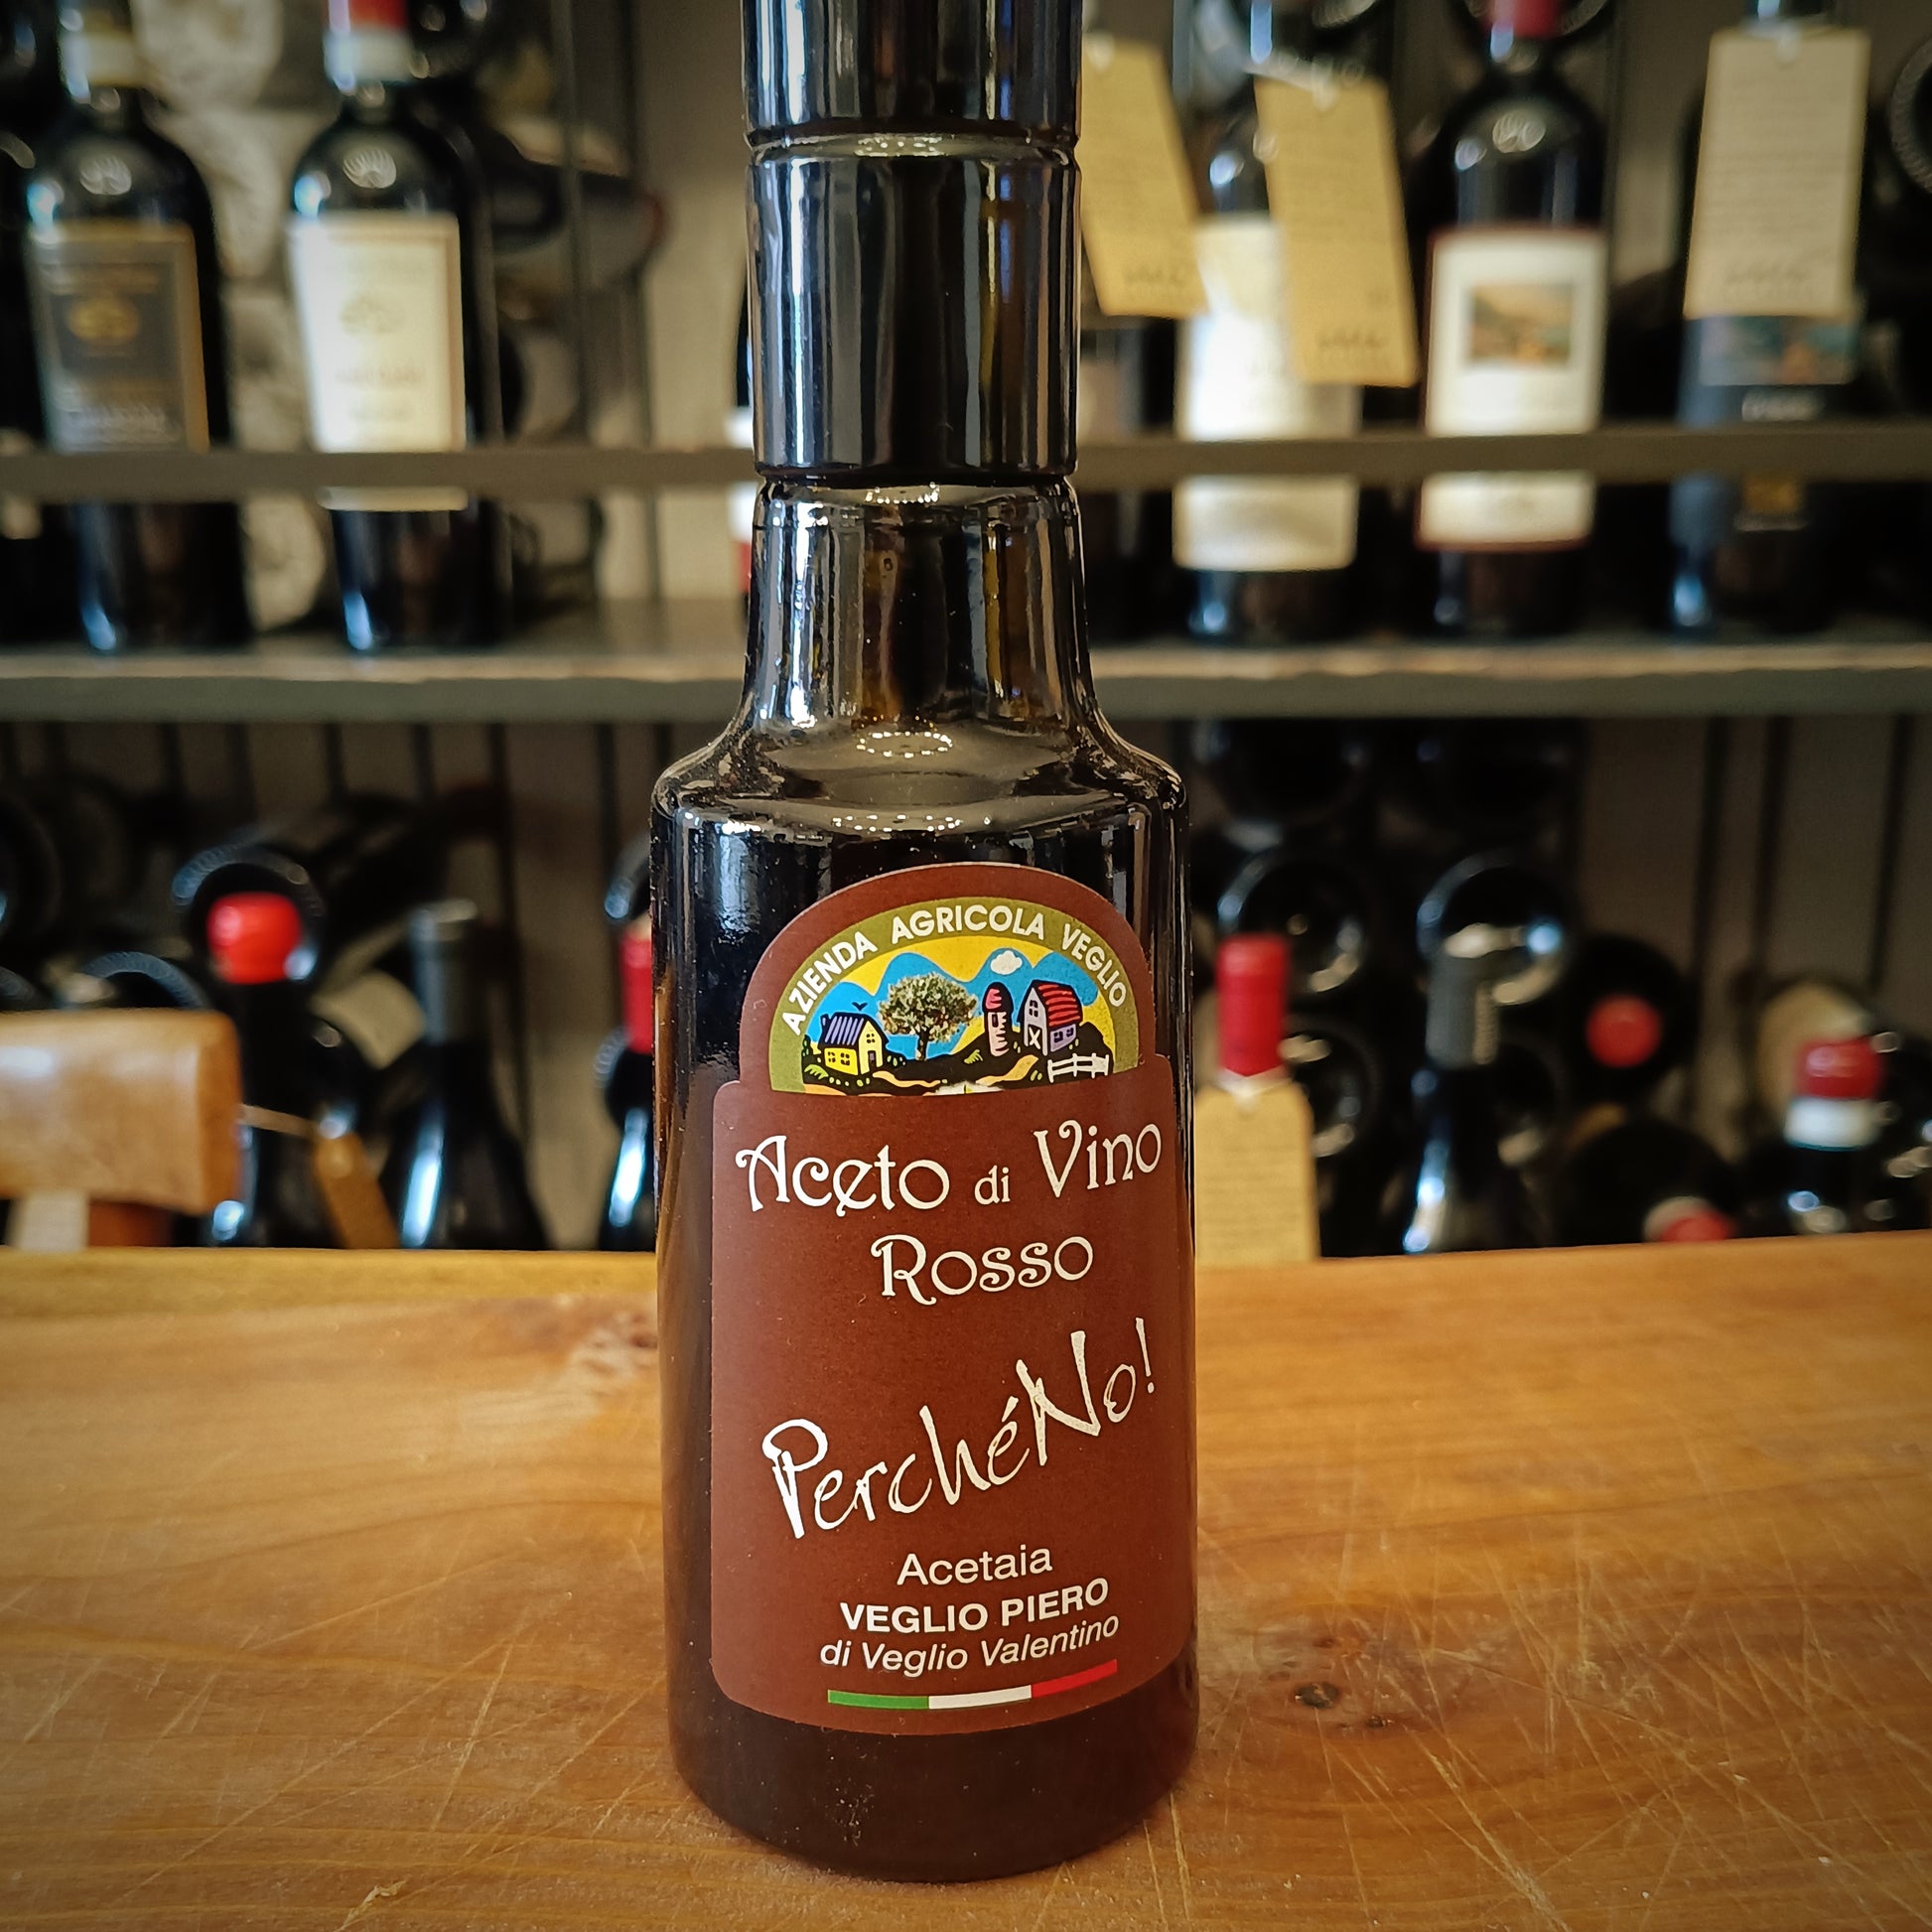 AZIENDA AGRICOLA VEGLIO
Aceto di Vino
Rosso
PerchéNo!
Acetaia
VEGLIO PIERO
di Veglio Valentino